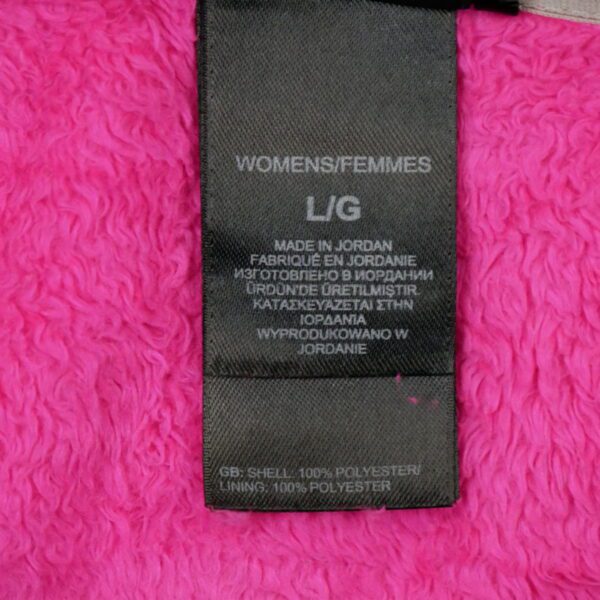 WOMENS/FEMMES
L/G
MADE IN JORDAN
FABRIQUÉ EN JORDANIE
ИЗГОТОВЛЕНО В ИОРДАНИИ
ÜRDÜN'DE ÜRETILMISTIR
ΚΑΤΑΣΚΕΥΑΖΕΤΑΙ ΣΤΗΝ
ΙΟΡΔΑΝΙΑ
WYPRODUKOWANO W
JORDANIE
GB: SHELL: 100% POLYESTER/
LINING: 100% POLYESTER